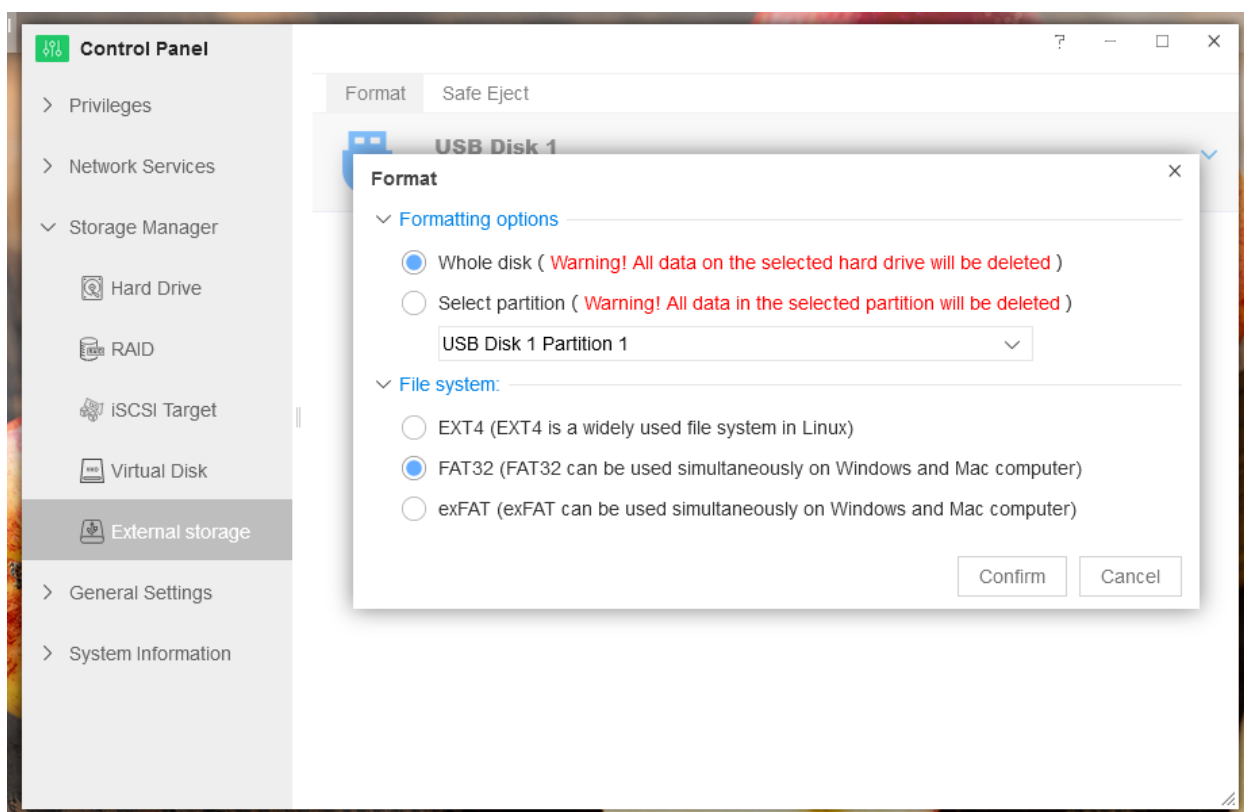 Control Panel
Privileges
Network Services
Storage Manager
Hard Drive
RAID
iSCSI Target
Virtual Disk
External storage
General Settings
System Information
Format Safe Eject
USB Disk 1
Format
Formatting options
Whole disk ( Warning! All data on the selected hard drive will be deleted )
Select partition ( Warning! All data in the selected partition will be deleted )
USB Disk 1 Partition 1
File system:
EXT4 (EXT4 is a widely used file system in Linux)
FAT32 (FAT32 can be used simultaneously on Windows and Mac computer)
exFAT (exFAT can be used simultaneously on Windows and Mac computer)
Confirm Cancel